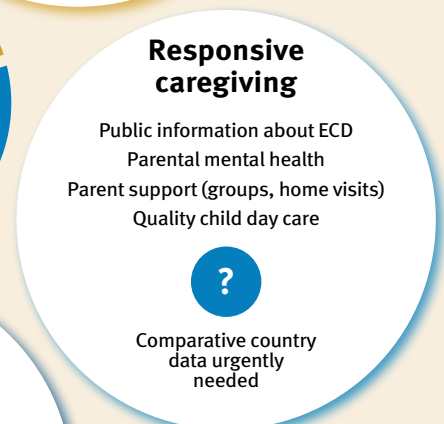 Responsive
caregiving
Public information about ECD
Parental mental health
Parent support (groups, home visits)
Quality child day care
?
Comparative country
data urgently
needed